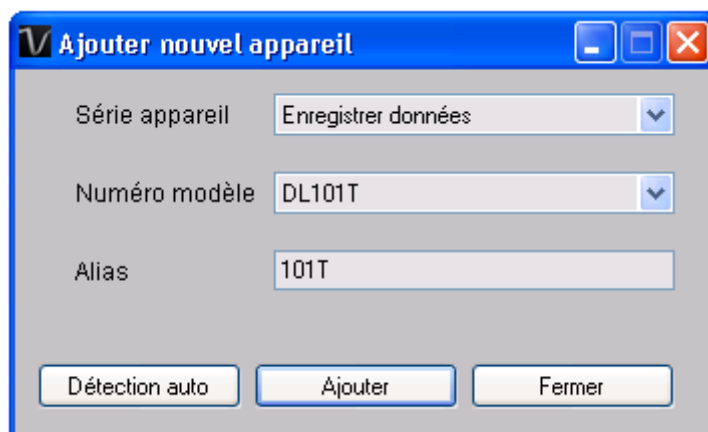 Ajouter nouvel appareil
Série appareil Enregistrer données
Numéro modèle DL101T
Alias 101T
Détection auto Ajouter Fermer